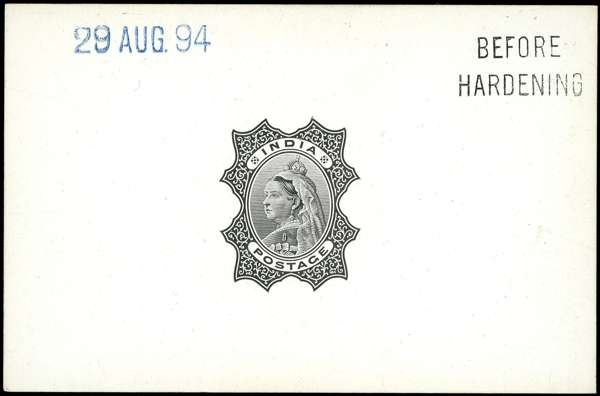 29 AUG. 94
BEFORE
HARDENING
INDIA
POSTAGE